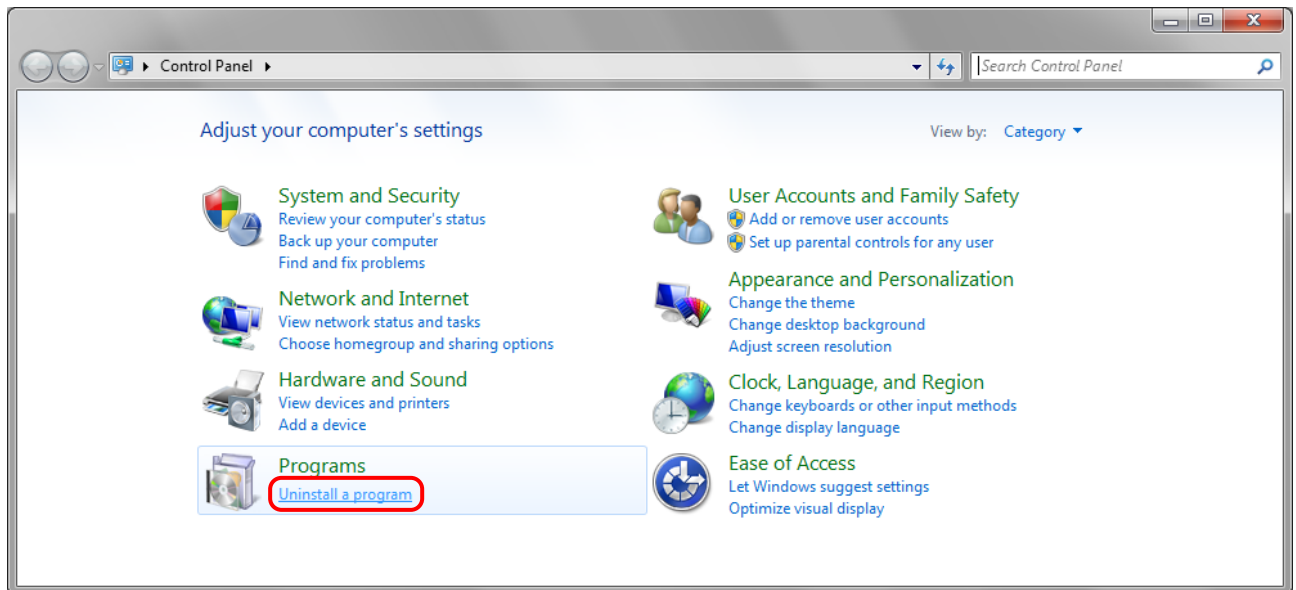 Control Panel
Search Control Panel
Adjust your computer's settings
View by: Category
System and Security
Review your computer's status
Back up your computer
Find and fix problems
Network and Internet
View network status and tasks
Choose homegroup and sharing options
Hardware and Sound
View devices and printers
Add a device
Programs
Uninstall a program
User Accounts and Family Safety
Add or remove user accounts
Set up parental controls for any user
Appearance and Personalization
Change the theme
Change desktop background
Adjust screen resolution
Clock, Language, and Region
Change keyboards or other input methods
Change display language
Ease of Access
Let Windows suggest settings
Optimize visual display